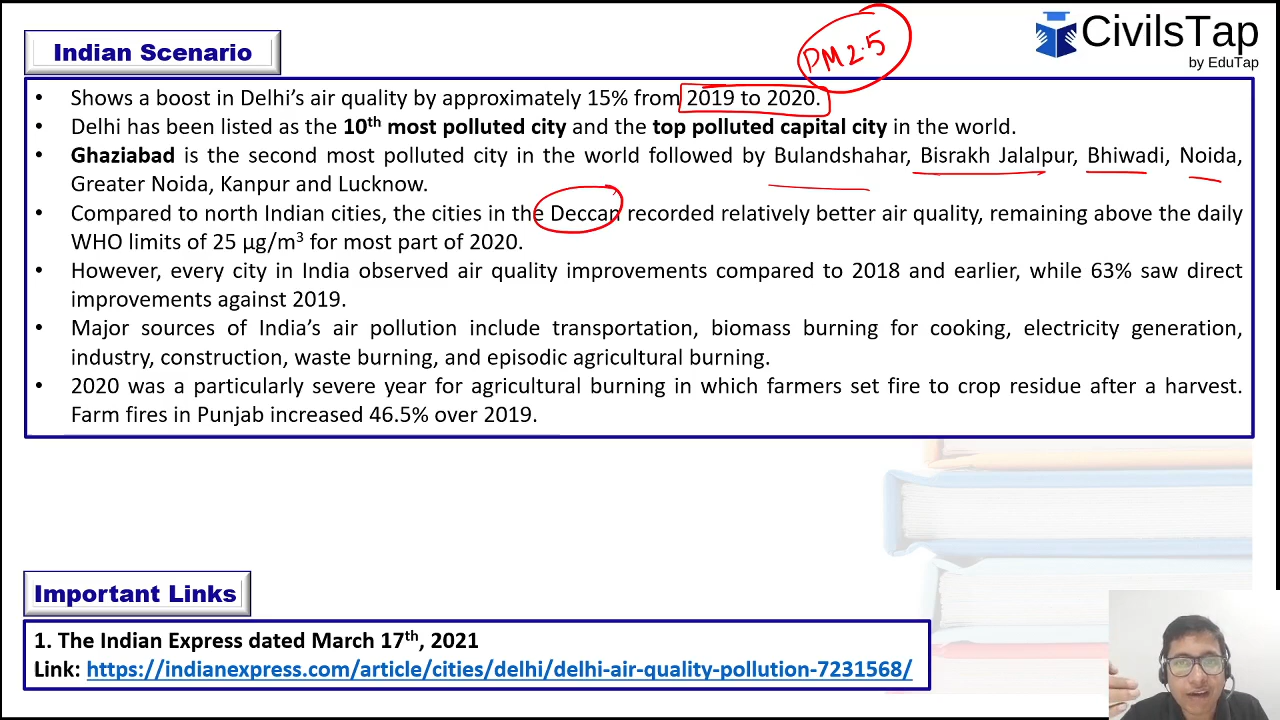 Indian Scenario
PM 2.5
CivilsTap
by EduTap
• Shows a boost in Delhi's air quality by approximately 15% from 2019 to 2020.
• Delhi has been listed as the 10th most polluted city and the top polluted capital city in the world.
• Ghaziabad is the second most polluted city in the world followed by Bulandshahar, Bisrakh Jalalpur, Bhiwadi, Noida,
Greater Noida, Kanpur and Lucknow.
• Compared to north Indian cities, the cities in the Deccan recorded relatively better air quality, remaining above the daily
WHO limits of 25 μg/m³ for most part of 2020.
• However, every city in India observed air quality improvements compared to 2018 and earlier, while 63% saw direct
improvements against 2019.
• Major sources of India's air pollution include transportation, biomass burning for cooking, electricity generation,
industry, construction, waste burning, and episodic agricultural burning.
• 2020 was a particularly severe year for agricultural burning in which farmers set fire to crop residue after a harvest.
Farm fires in Punjab increased 46.5% over 2019.
Important Links
1. The Indian Express dated March 17th, 2021
Link: https://indianexpress.com/article/cities/delhi/delhi-air-quality-pollution-7231568/